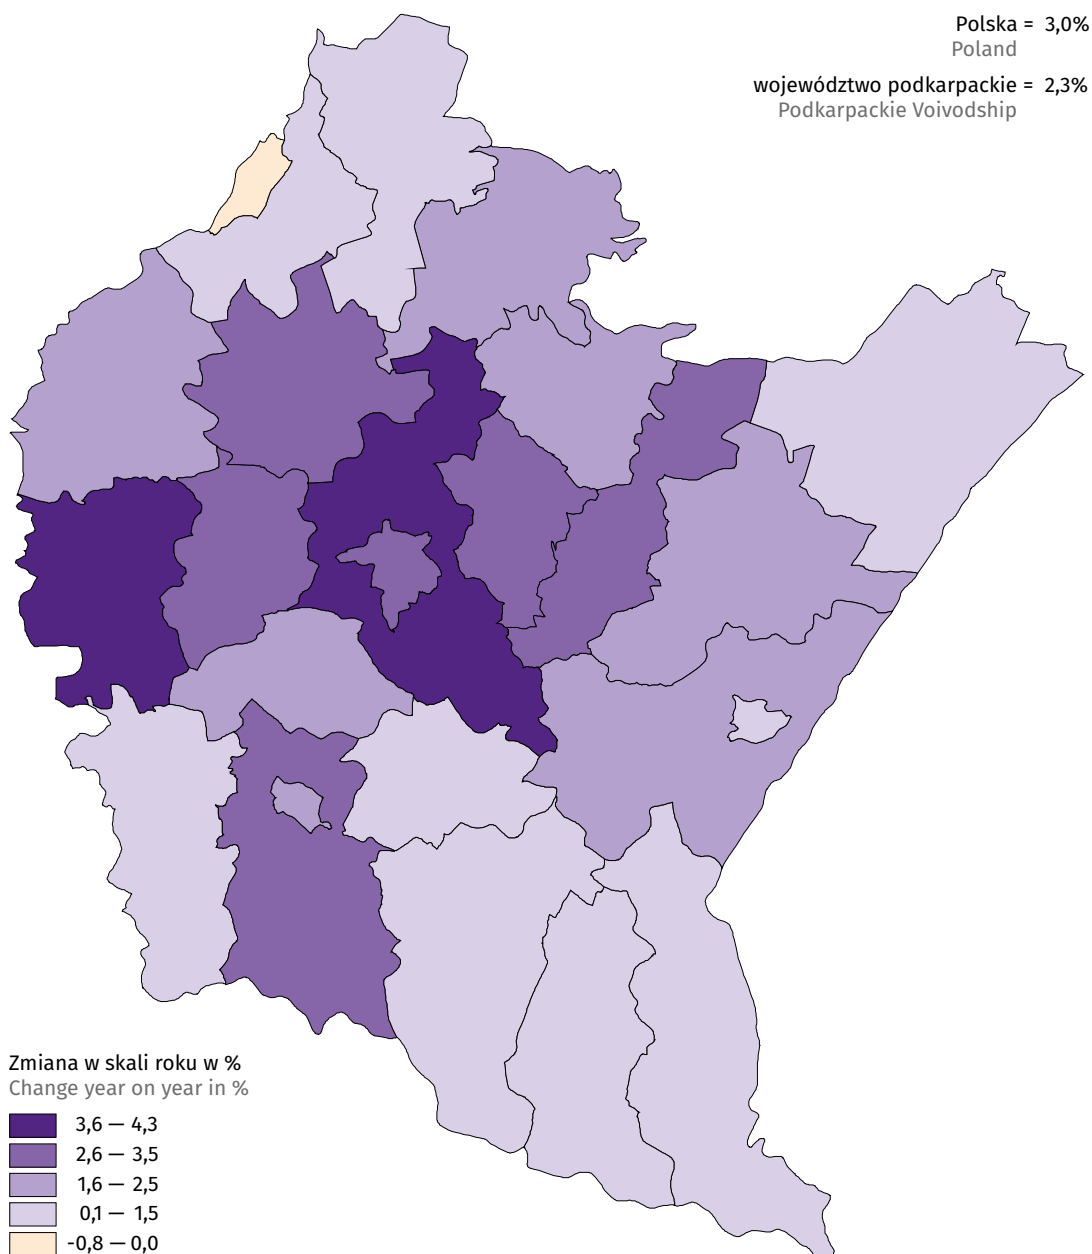 Polska = 3,0%
Poland
województwo podkarpackie = 2,3%
Podkarpackie Voivodship
Zmiana w skali roku w %
Change year on year in %
3,6 — 4,3
2,6 — 3,5
1,6 — 2,5
0,1 — 1,5
-0,8 — 0,0